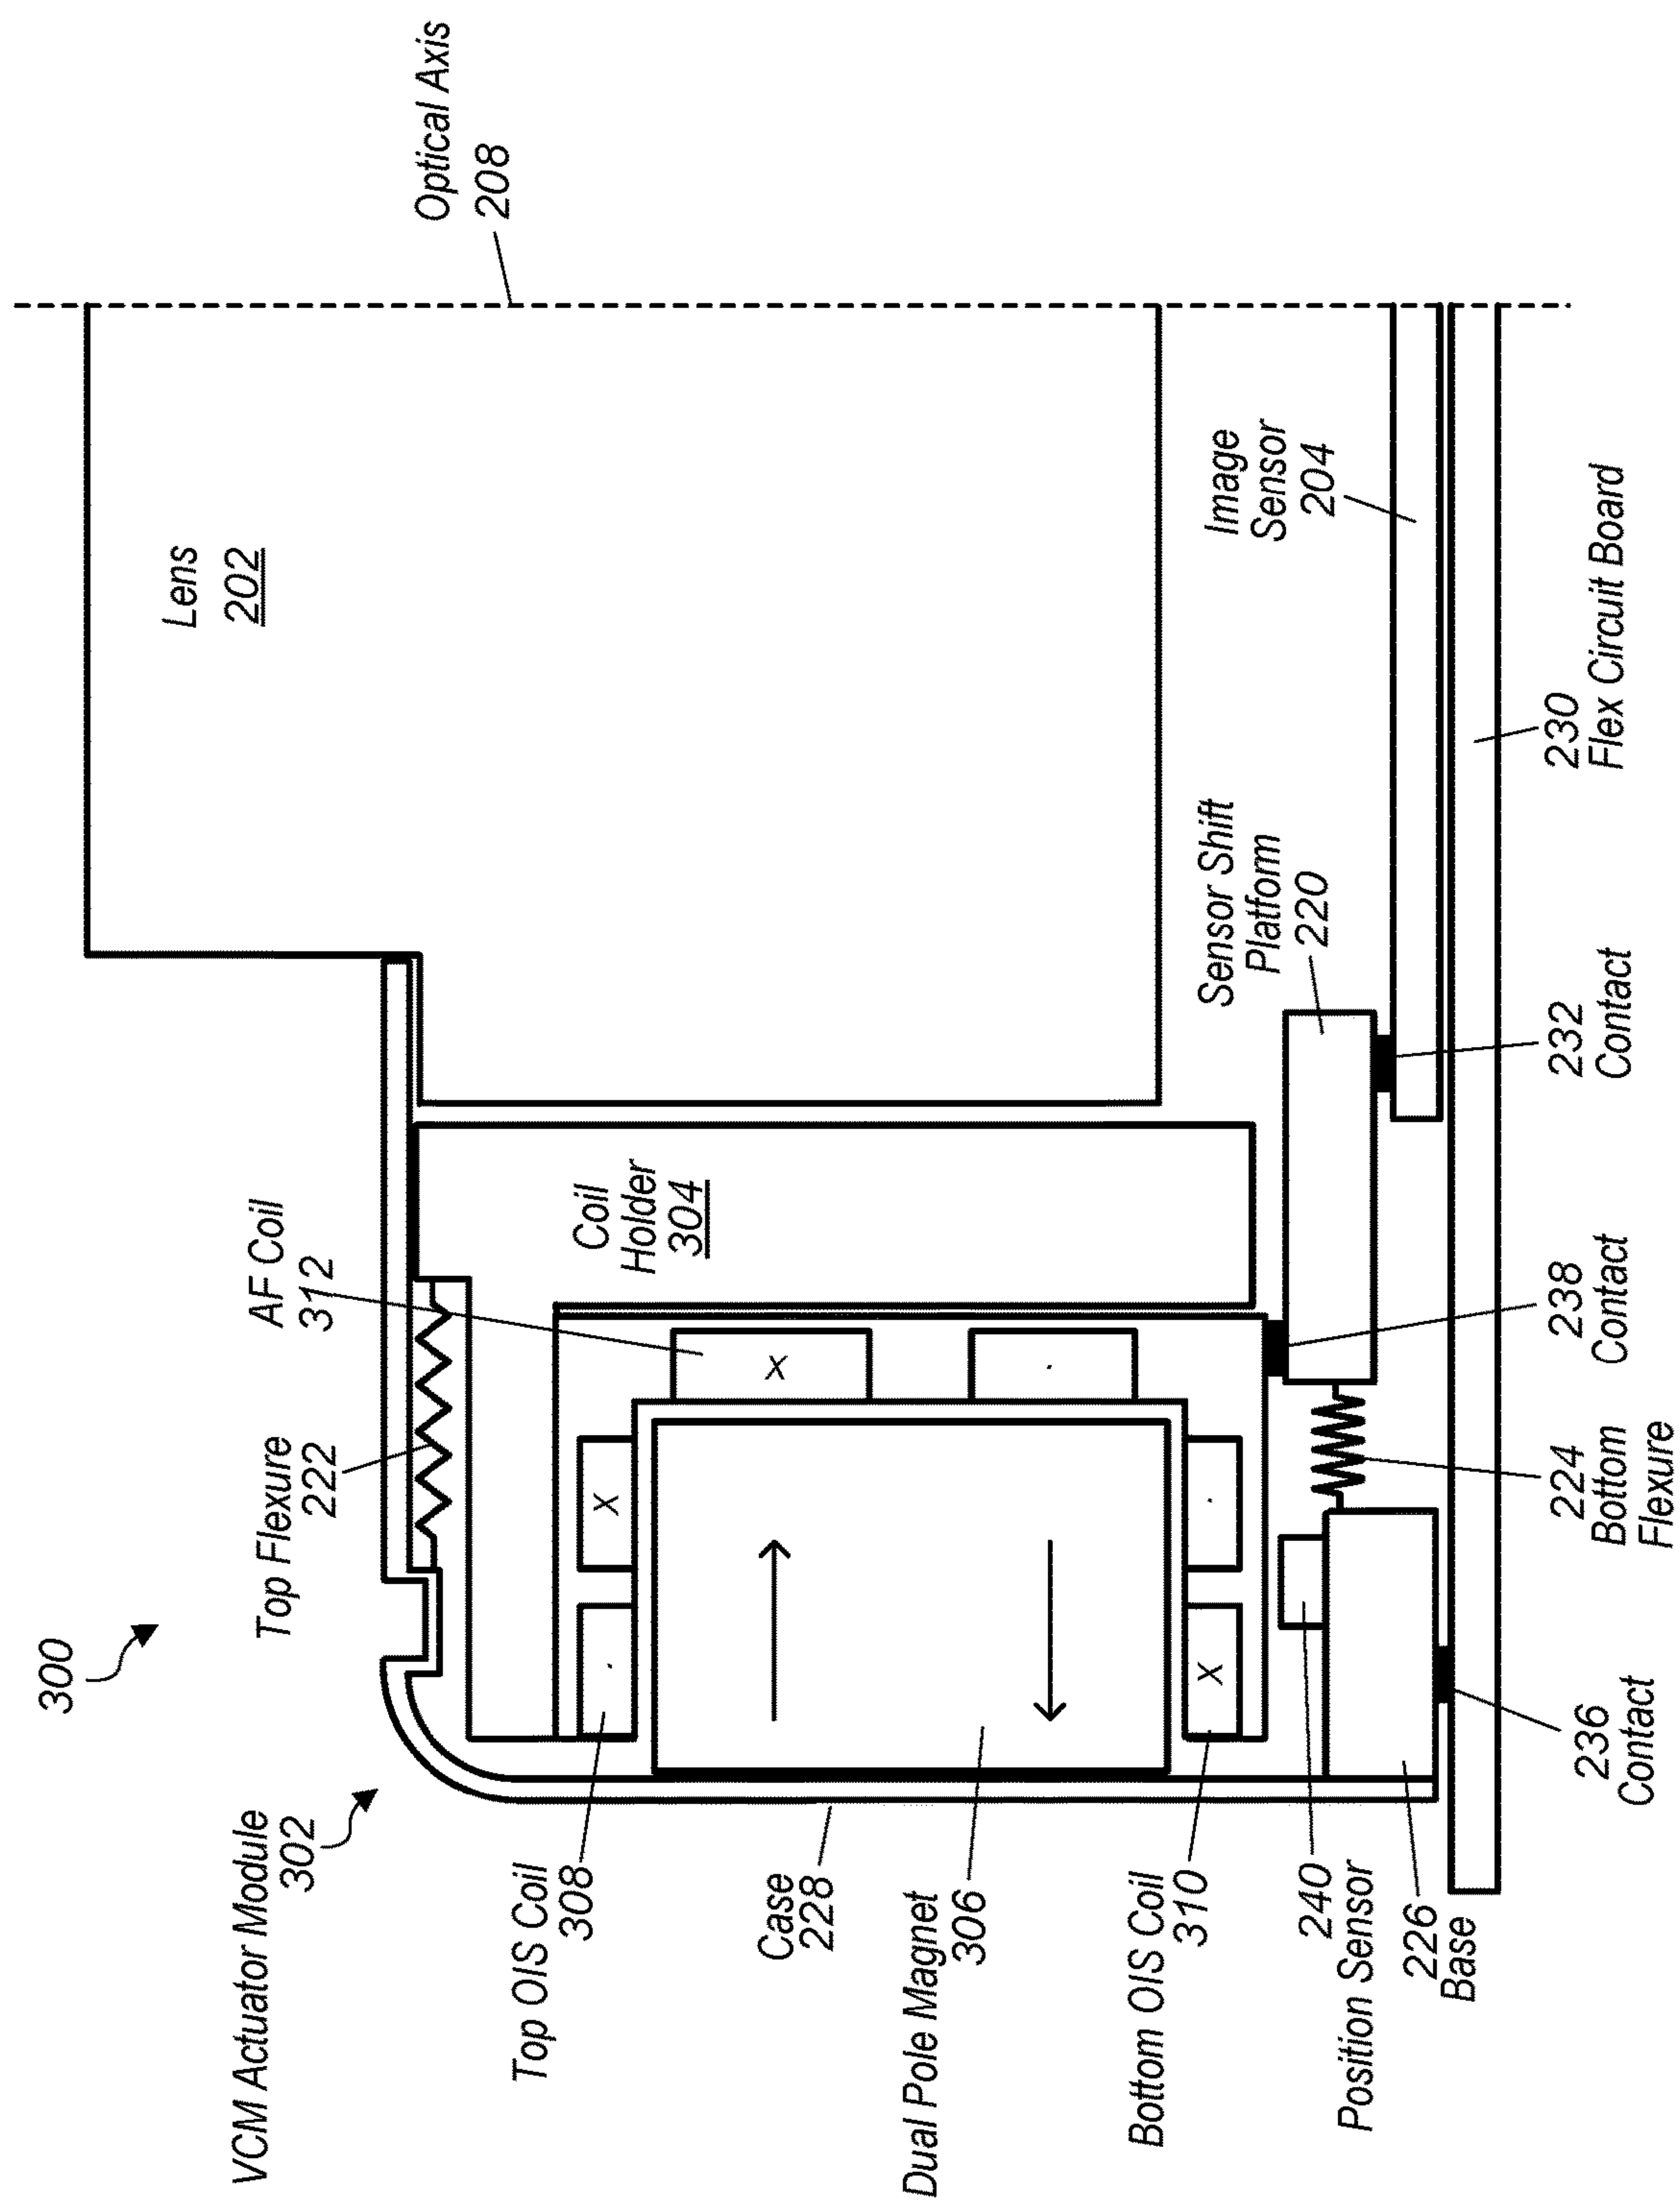 300
VCM Actuator Module
302
Top Flexure
222
AF Coil
312
Lens
202
Optical Axis
208
Coil
Holder
304
Top OIS Coil
308
X
.
X
.
Case
228
Dual Pole Magnet
306
Bottom OIS Coil
310
X
.
Sensor Shift
Platform
220
Image
Sensor
204
240
Position Sensor
226
Base
236
Contact
224
Bottom
Flexure
238
Contact
232
Contact
230
Flex Circuit Board